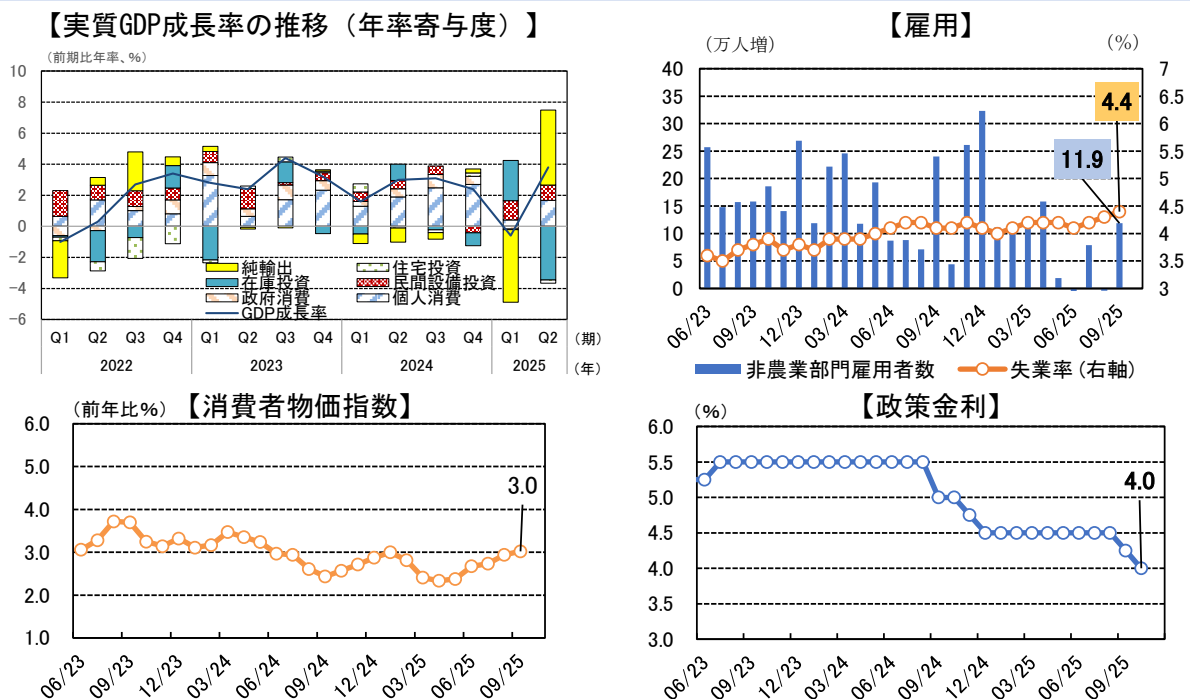 【実質GDP成長率の推移（年率寄与度）】
(前期比年率、%)
10
8
6
4
2
0
−2
−4
−6
純輸出
住宅投資
在庫投資
民間設備投資
政府消費
個人消費
GDP成長率
Q1 Q2 Q3 Q4 Q1 Q2 Q3 Q4 Q1 Q2 Q3 Q4 Q1 Q2 (期)
2022 2023 2024 2025 (年)
【雇用】
（万人増）
(%)
40
35
30
25
20
15
10
5
0
7
6.5
6
5.5
5
4.5
4
3.5
3
4.4
11.9
06/23 09/23 12/23 03/24 06/24 09/24 12/24 03/25 06/25 09/25
非農業部門雇用者数
失業率(右軸)
(前年比%)
【消費者物価指数】
6.0
5.0
4.0
3.0
2.0
1.0
3.0
06/23 09/23 12/23 03/24 06/24 09/24 12/24 03/25 06/25 09/25
(%)
【政策金利】
6.0
5.5
5.0
4.5
4.0
3.5
3.0
4.0
06/23 09/23 12/23 03/24 06/24 09/24 12/24 03/25 06/25 09/25